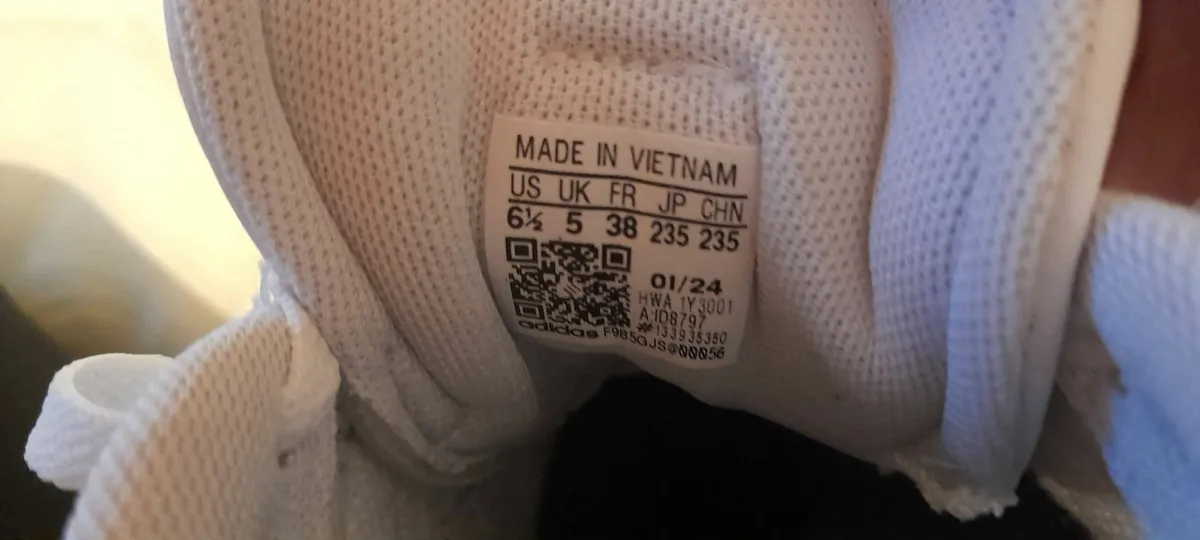 MADE IN VIETNAM
US UK FR JP CHN
6½ 5 38 235 235
01/24
HWA 1Y3001
A:ID8797
#133935350
adidas F9B5GJS@00056